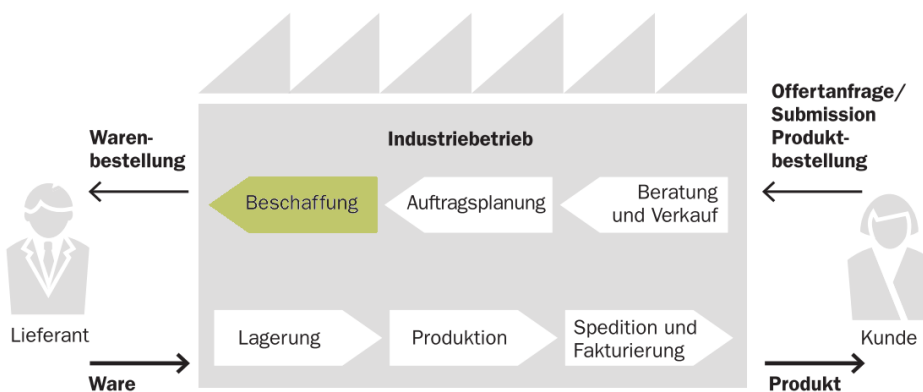 Offertanfrage/
Submission
Produkt-
bestellung
Waren-
bestellung
Industriebetrieb
Beschaffung
Auftragsplanung
Beratung
und Verkauf
Lieferant
Kunde
Lagerung
Produktion
Spedition und
Fakturierung
Ware
Produkt